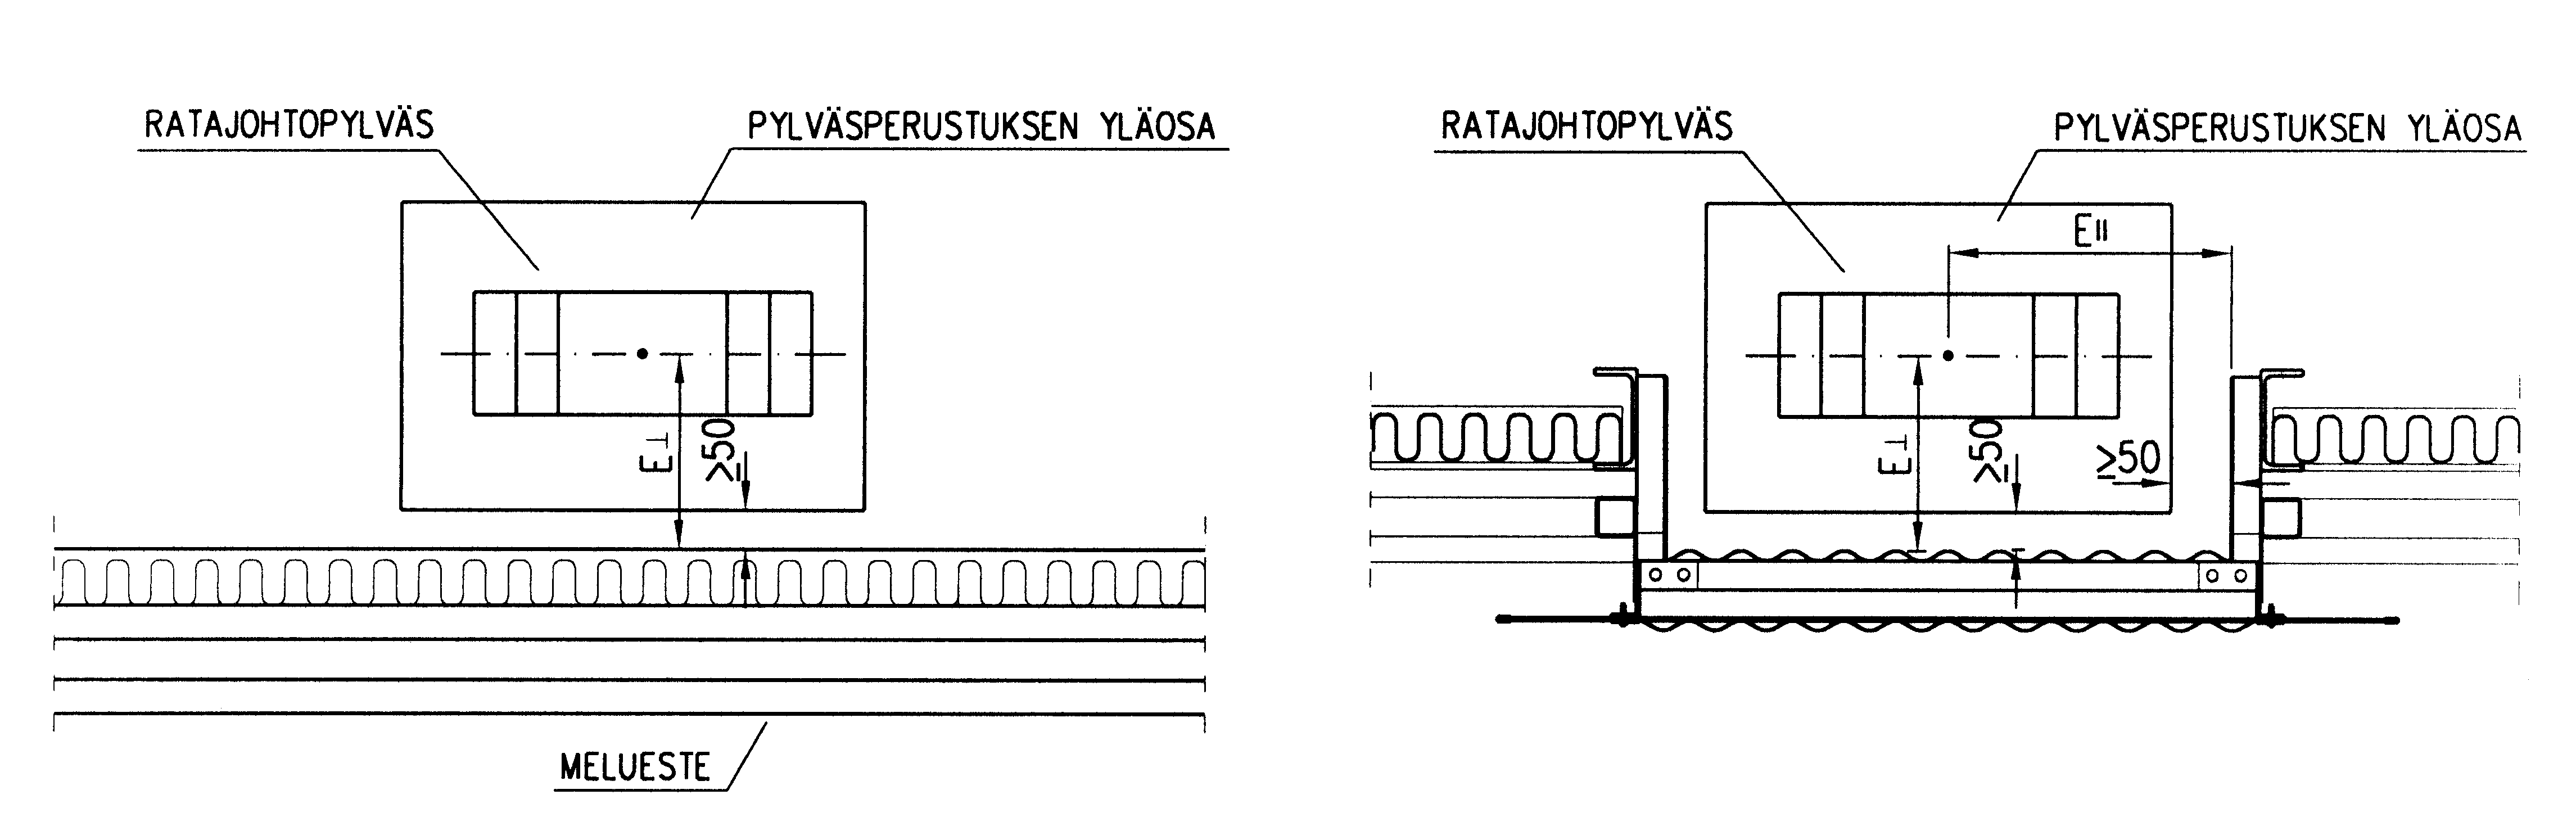 RATAJOHTOPYLVÄS
PYLVÄSPERUSTUKSEN YLÄOSA
E⊥
≥50
MELUESTE
RATAJOHTOPYLVÄS
PYLVÄSPERUSTUKSEN YLÄOSA
E||
E⊥
≥50
≥50